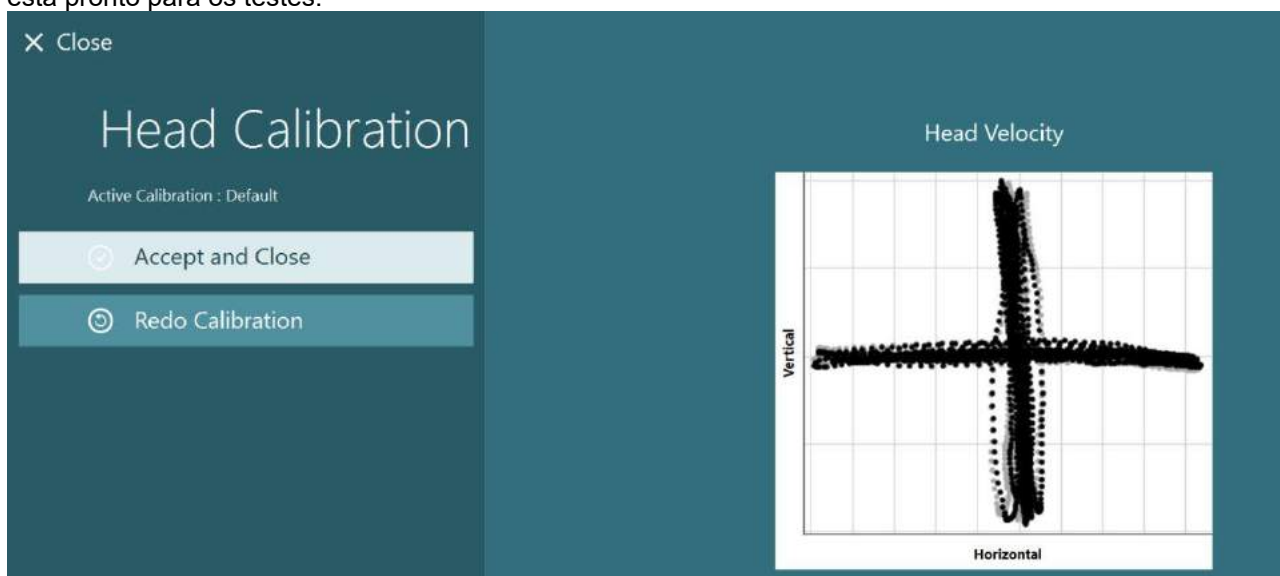 está pronto para os testes.
Close
Head Calibration
Active Calibration : Default
Accept and Close
Redo Calibration
Head Velocity
Vertical
Horizontal